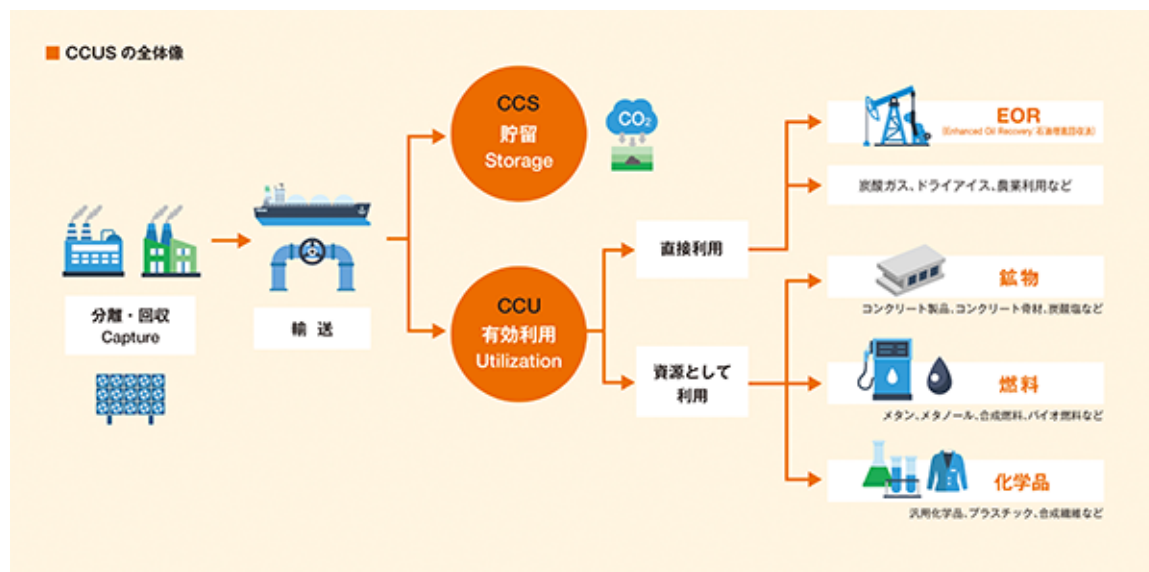 CCUS の全体像
分離・回収
Capture
輸 送
CCS
貯留
Storage
CO₂
CCU
有効利用
Utilization
直接利用
EOR
(Enhanced Oil Recovery: 石油増進回収法)
炭酸ガス、ドライアイス、農業利用など
資源として
利用
鉱物
コンクリート製品、コンクリート骨材、炭酸塩など
燃料
メタン、メタノール、合成燃料、バイオ燃料など
化学品
汎用化学品、プラスチック、合成繊維など